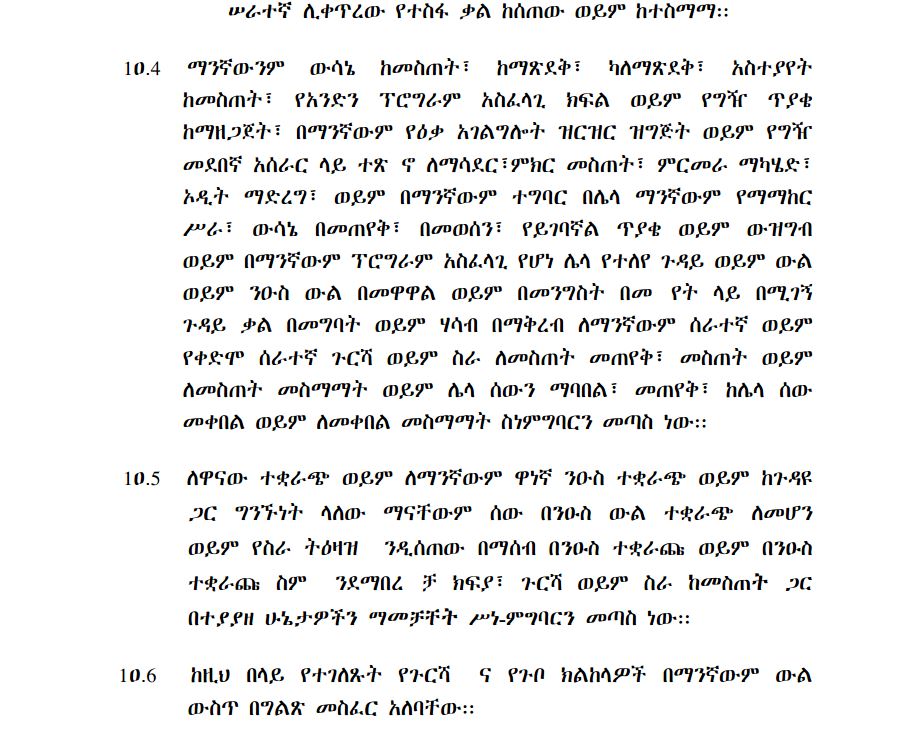 ሠራተኛ ሊቀጥረው የተስፋ ቃል ከሰጠው ወይም ከተስማማ፡፡
10.4 ማንኛውንም ውሳኔ ከመስጠት፣ ከማጽደቅ፣ ካለማጽደቅ፣ አስተያየት
ከመስጠት፣ የአንድን ፕሮግራም አስፈላጊ ክፍል ወይም የግዥ ጥያቄ
ከማዘጋጀት፣ በማንኛውም የዕቃ አገልግሎት ዝርዝር ዝግጅት ወይም የግዥ
መደበኛ አሰራር ላይ ተጽ ኖ ለማሳደር፣ምክር መስጠት፣ ምርመራ ማካሄድ፣
ኦዲት ማድረግ፣ ወይም በማንኛውም ተግባር በሌላ ማንኛውም የማማከር
ሥራ፣ ውሳኔ በመጠየቅ፣ በመወሰን፣ የይገባኛል ጥያቄ ወይም ውዝግብ
ወይም በማንኛውም ፕሮግራም አስፈላጊ የሆነ ሌላ የተለየ ጉዳይ ወይም ውል
ወይም ንዑስ ውል በመዋዋል ወይም በመንግስት በመ የት ላይ በሚገኝ
ጉዳይ ቃል በመግባት ወይም ሃሳብ በማቅረብ ለማንኛውም ሰራተኛ ወይም
የቀድሞ ሰራተኛ ጉርሻ ወይም ስራ ለመስጠት መጠየቅ፣ መስጠት ወይም
ለመስጠት መስማማት ወይም ሌላ ሰውን ማባበል፣ መጠየቅ፣ ከሌላ ሰው
መቀበል ወይም ለመቀበል መስማማት ስነምግባርን መጣስ ነው፡፡
10.5 ለዋናው ተቋራጭ ወይም ለማንኛውም ዋነኛ ንዑስ ተቋራጭ ወይም ከጉዳዩ
ጋር ግንኙነት ላለው ማናቸውም ሰው በንዑስ ውል ተቋራጭ ለመሆን
ወይም የስራ ትዕዛዝ ንዲሰጠው በማሰብ በንዑስ ተቋራጩ ወይም በንዑስ
ተቋራጩ ስም ንደማበረ ቻ ክፍያ፣ ጉርሻ ወይም ስራ ከመስጠት ጋር
በተያያዘ ሁኔታዎችን ማመቻቸት ሥነ-ምግባርን መጣስ ነው፡፡
10.6 ከዚህ በላይ የተገለጹት የጉርሻ ና የጉቦ ክልከላዎች በማንኛውም ውል
ውስጥ በግልጽ መስፈር አለባቸው፡፡